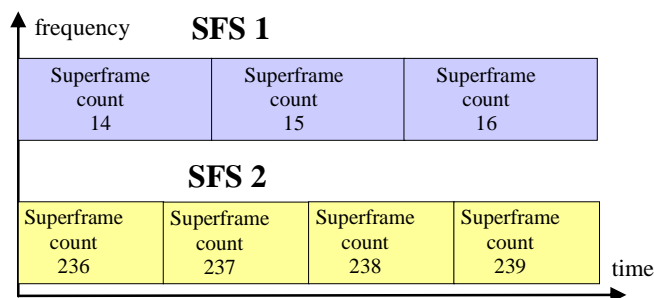 frequency
SFS 1
Superframe
count
14
Superframe
count
15
Superframe
count
16
SFS 2
Superframe
count
236
Superframe
count
237
Superframe
count
238
Superframe
count
239
time